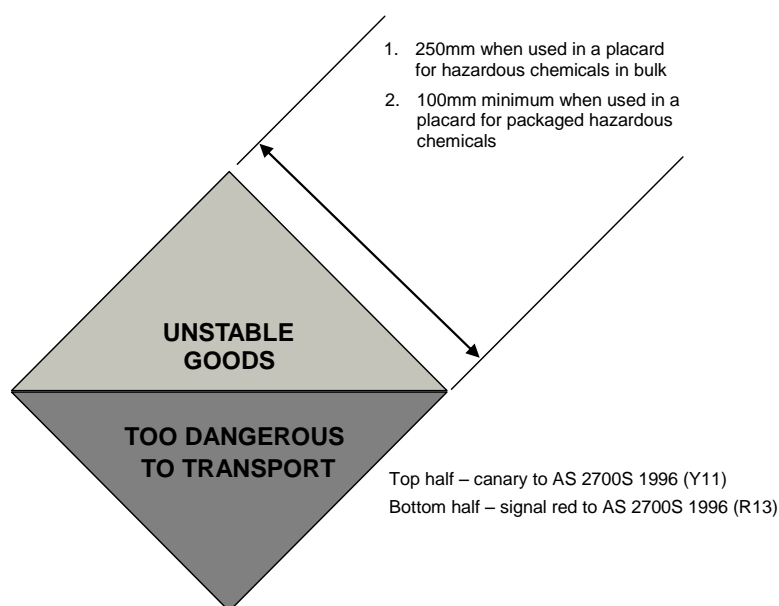 1. 250mm when used in a placard
for hazardous chemicals in bulk
2. 100mm minimum when used in a
placard for packaged hazardous
chemicals
UNSTABLE
GOODS
TOO DANGEROUS
TO TRANSPORT
Top half – canary to AS 2700S 1996 (Y11)
Bottom half – signal red to AS 2700S 1996 (R13)